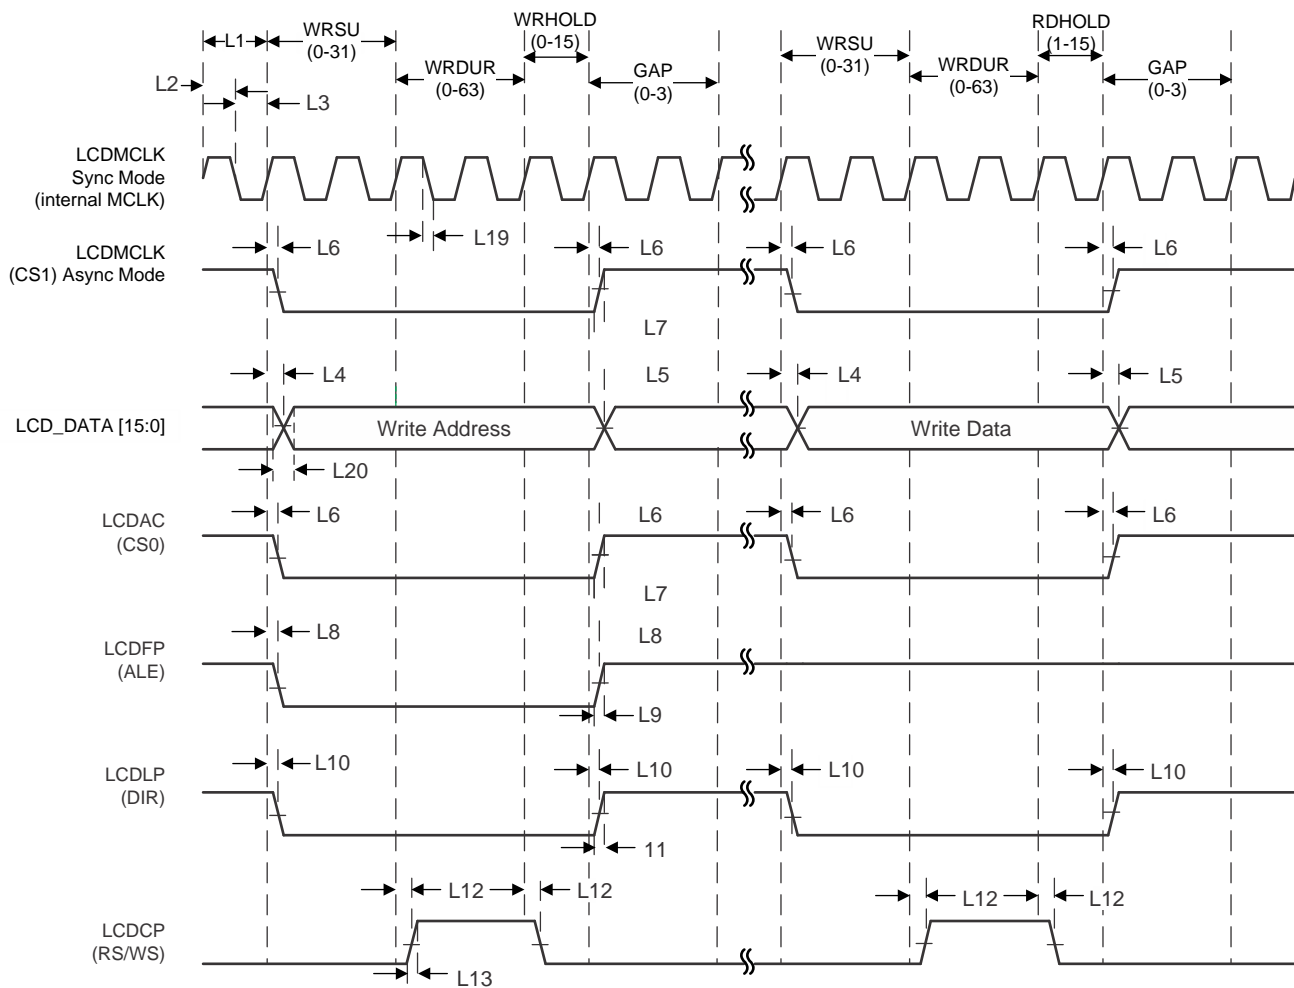 WRHOLD
(0-15)
RDHOLD
(1-15)
L1
WRSU
(0-31)
WRSU
(0-31)
WRDUR
(0-63)
GAP
(0-3)
WRDUR
(0-63)
GAP
(0-3)
L2
L3
LCDMCLK
Sync Mode
(internal MCLK)
L19
LCDMCLK
(CS1) Async Mode
L6
L6
L6
L6
L7
L4
L5
L4
L5
LCD_DATA [15:0]
Write Address
Write Data
L20
LCDAC
(CS0)
L6
L6
L6
L6
L7
LCDFP
(ALE)
L8
L8
L9
LCDLP
(DIR)
L10
L10
L10
L10
11
LCDCP
(RS/WS)
L12
L12
L12
L12
L13